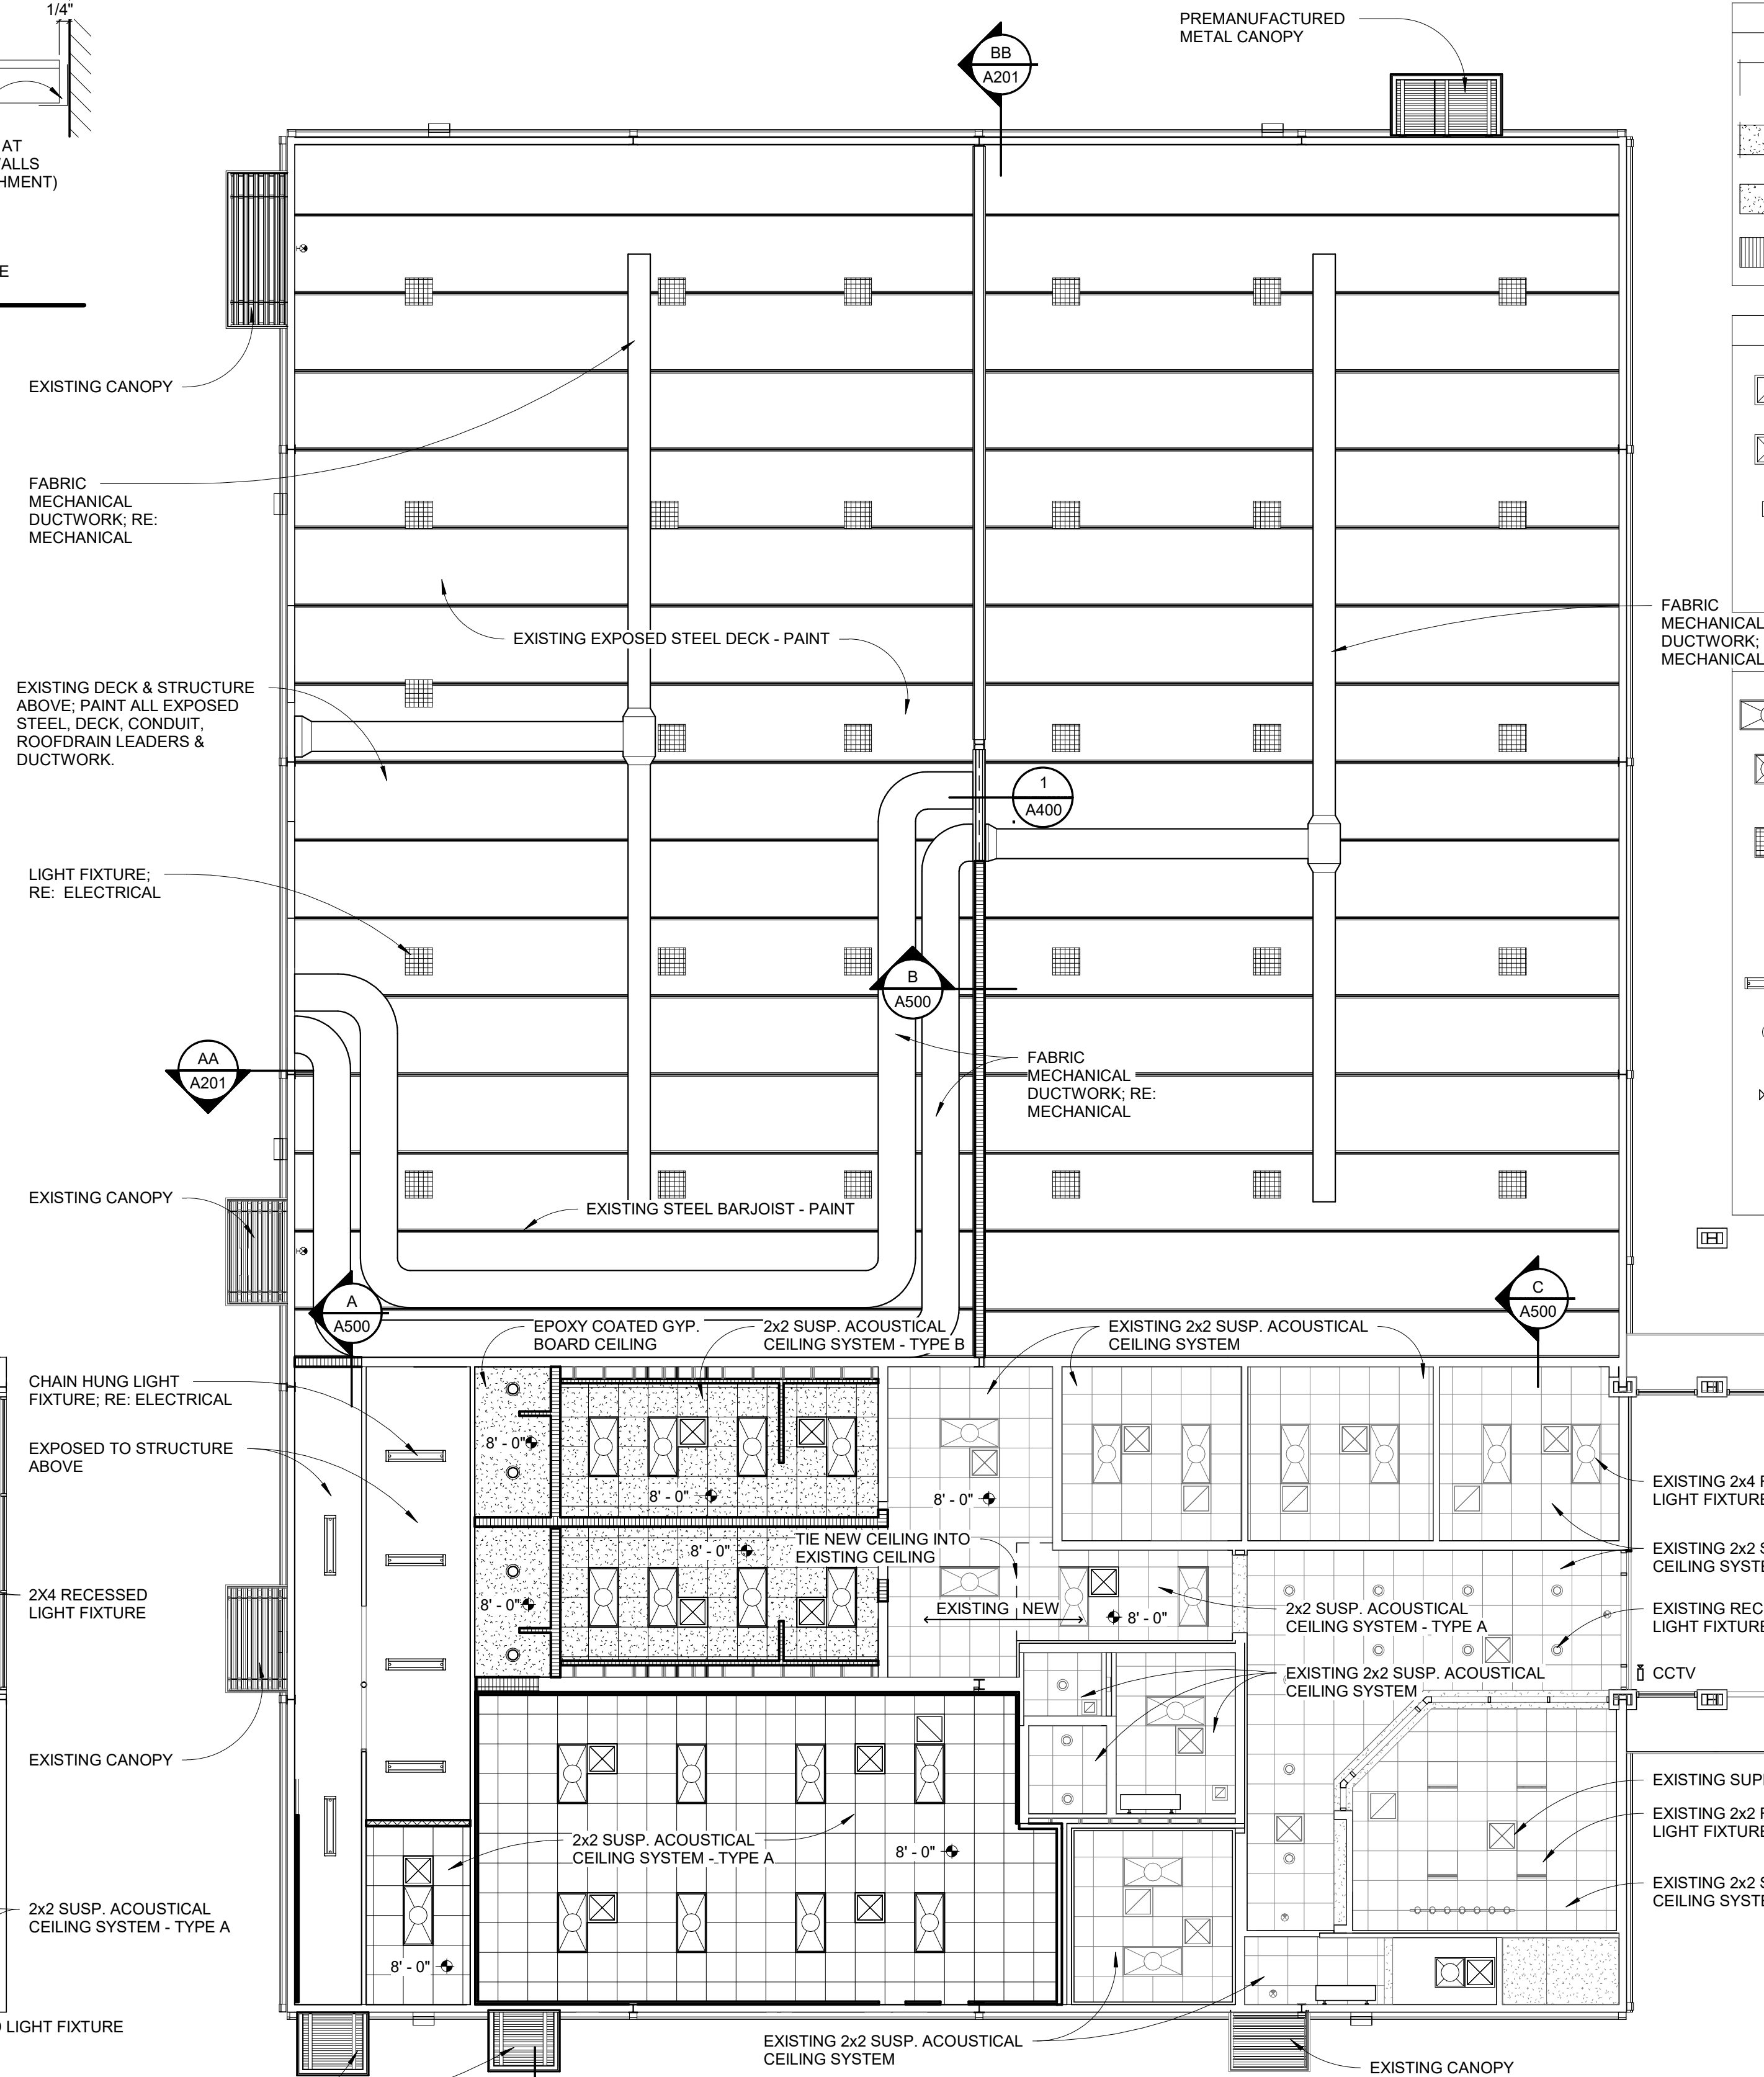 1/4"
AT
HMENT)
E
PREMANUFACTURED
METAL CANOPY
BB
A201
EXISTING CANOPY
FABRIC
MECHANICAL
DUCTWORK; RE:
MECHANICAL
EXISTING EXPOSED STEEL DECK - PAINT
FABRIC
MECHANICAL
DUCTWORK;
MECHANICAL
EXISTING DECK & STRUCTURE
ABOVE; PAINT ALL EXPOSED
STEEL, DECK, CONDUIT,
ROOFDRAIN LEADERS &
DUCTWORK.
1
A400
LIGHT FIXTURE;
RE: ELECTRICAL
B
A500
AA
A201
FABRIC
MECHANICAL
DUCTWORK; RE:
MECHANICAL
EXISTING CANOPY
EXISTING STEEL BARJOIST - PAINT
A
A500
C
A500
EPOXY COATED GYP.
BOARD CEILING
2x2 SUSP. ACOUSTICAL
CEILING SYSTEM - TYPE B
EXISTING 2x2 SUSP. ACOUSTICAL
CEILING SYSTEM
CHAIN HUNG LIGHT
FIXTURE; RE: ELECTRICAL
EXPOSED TO STRUCTURE
ABOVE
8' - 0"
8' - 0"
8' - 0"
EXISTING 2x4
LIGHT FIXTURE
TIE NEW CEILING INTO
EXISTING CEILING
8' - 0"
EXISTING 2x2
CEILING
2X4 RECESSED
LIGHT FIXTURE
8' - 0"
EXISTING NEW
8' - 0"
2x2 SUSP. ACOUSTICAL
CEILING SYSTEM - TYPE A
EXISTING
LIGHT FIXTURE
EXISTING 2x2 SUSP. ACOUSTICAL
CEILING SYSTEM
CCTV
EXISTING CANOPY
EXISTING
EXISTING 2x2
LIGHT FIXTURE
2x2 SUSP. ACOUSTICAL
CEILING SYSTEM - TYPE A
8' - 0"
EXISTING 2x2
CEILING
2x2 SUSP. ACOUSTICAL
CEILING SYSTEM - TYPE A
8' - 0"
LIGHT FIXTURE
EXISTING 2x2 SUSP. ACOUSTICAL
CEILING SYSTEM
EXISTING CANOPY